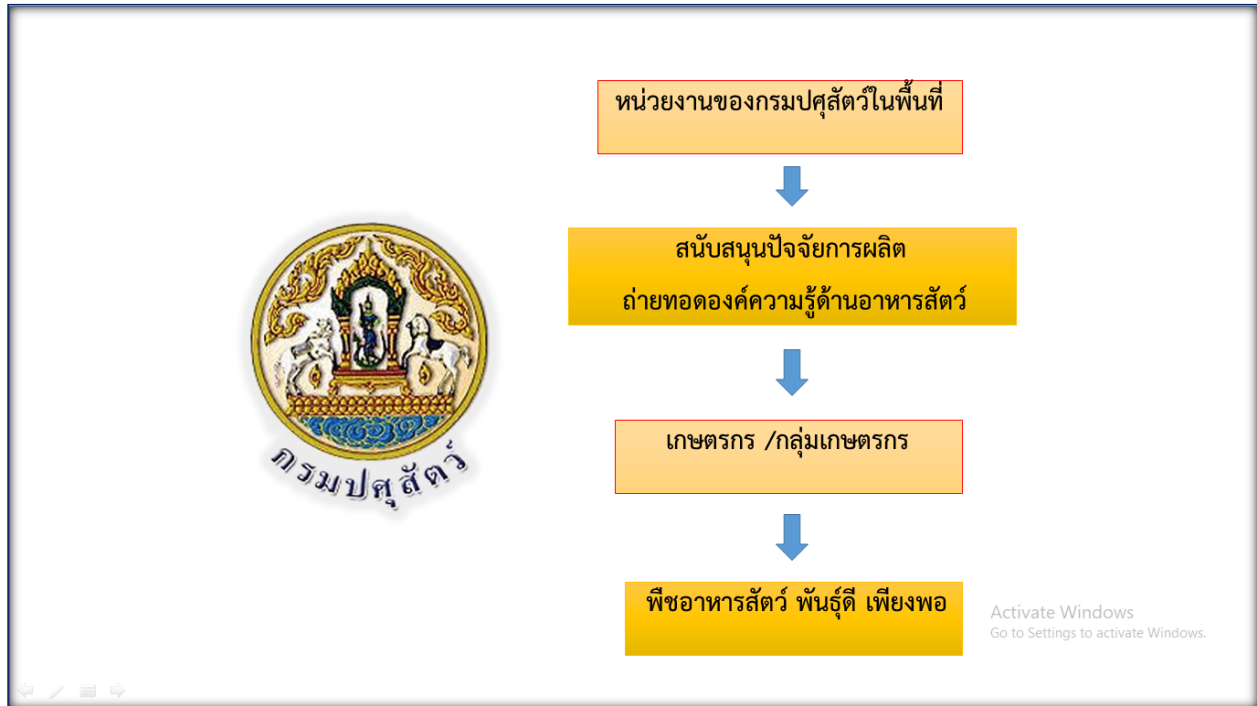 หน่วยงานของกรมปศุสัตว์ในพื้นที่
สนับสนุนปัจจัยการผลิต
ถ่ายทอดองค์ความรู้ด้านอาหารสัตว์
กรมปศุสัตว์
เกษตรกร /กลุ่มเกษตรกร
พืชอาหารสัตว์ พันธุ์ดี เพียงพอ
Activate Windows
Go to Settings to activate Windows.